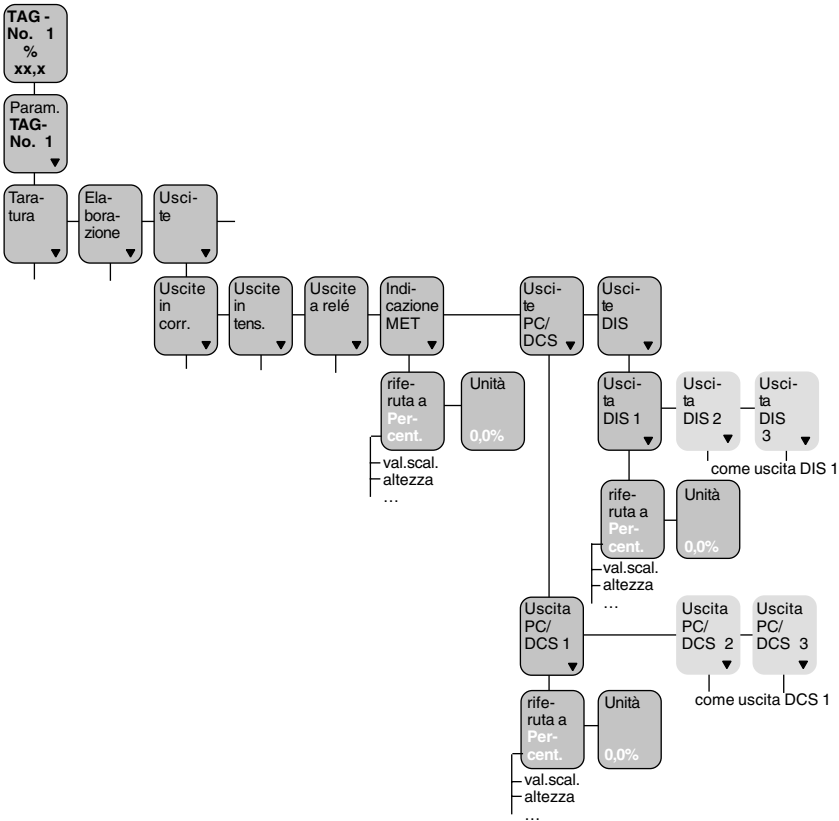 TAG -
No. 1
%
xx,x
Param.
TAG-
No. 1
Tara-
tura
Ela-
bora-
zione
Usci-
te
Uscite
in
corr.
Uscite
in
tens.
Uscite
a relé
Indi-
cazione
MET
Usci-
te
PC/
DCS
Usci-
te
DIS
rife-
ruta a
Per-
cent.
Unità
0,0%
val.scal.
altezza
...
Usci-
ta
DIS 1
Usci-
ta
DIS 2
Usci-
ta
DIS
3
come uscita DIS 1
rife-
ruta a
Per-
cent.
Unità
0,0%
val.scal.
altezza
...
Uscita
PC/
DCS 1
Uscita
PC/
DCS 2
Uscita
PC/
DCS 3
come uscita DCS 1
rife-
ruta a
Per-
cent.
Unità
0,0%
val.scal.
altezza
...